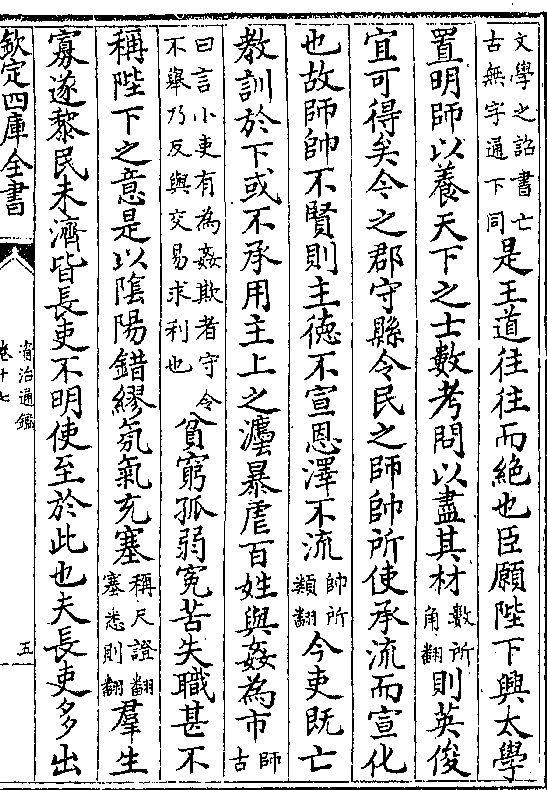 文學之詔書亡古無字通下同是王道往往而絶也臣願陛下興太學
置明師以養天下之士數考問以盡其材數所角翻則英俊
宜可得矣今之郡守縣令民之師帥所使承流而宣化
也故師帥不賢則主徳不宣恩澤不流帥所類翻今吏既亡
教訓於下或不承用主上之灋暴虐百姓與姦為市師古
曰言小吏有為姦欺者守令不舉乃反與交易求利也貧窮孤弱寃苦失職甚不
稱陛下之意是以隂陽錯繆氛氣充塞稱尺證翻塞悉則翻羣生
寡遂黎民未濟皆長吏不明使至於此也夫長吏多出
欽定四庫全書
資治通鑑
卷十七
五